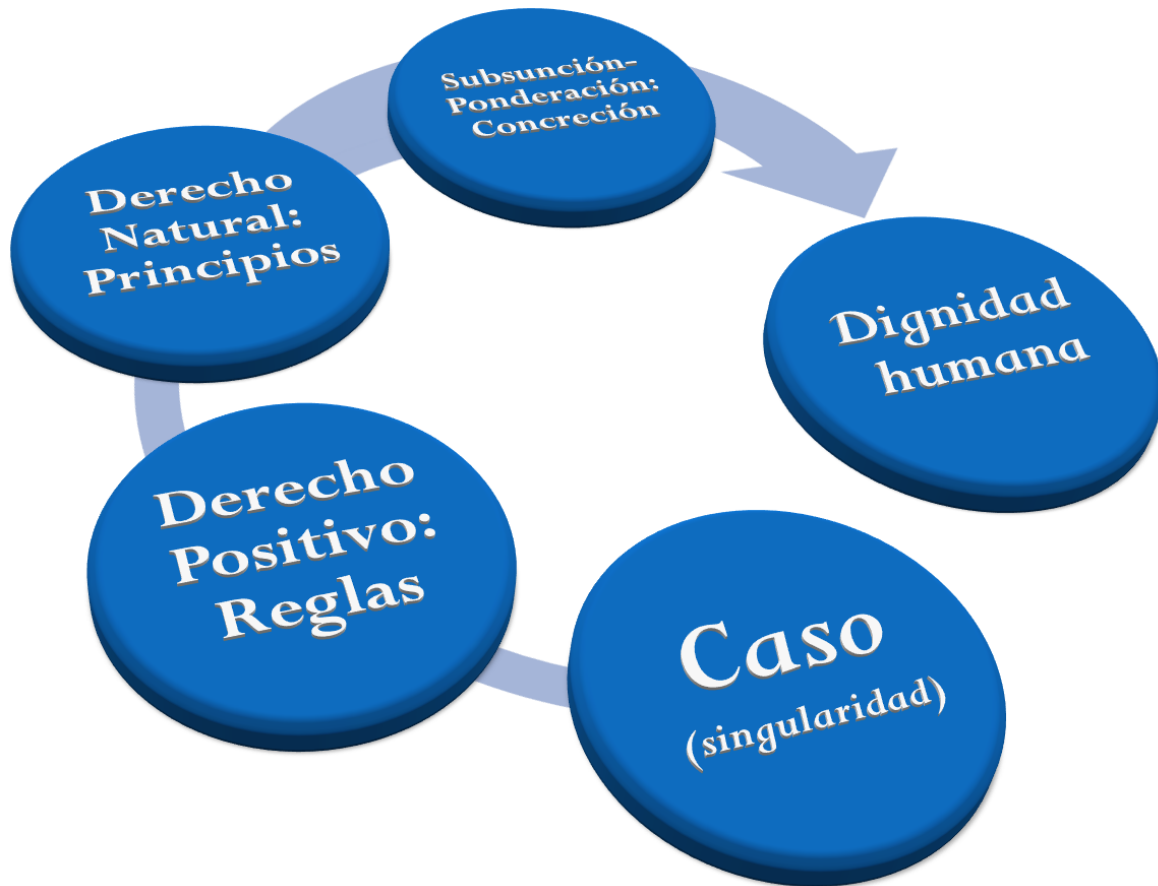 Subsunción-
Ponderación:
Concreción
Derecho
Natural:
Principios
Dignidad
humana
Derecho
Positivo:
Reglas
Caso
(singularidad)